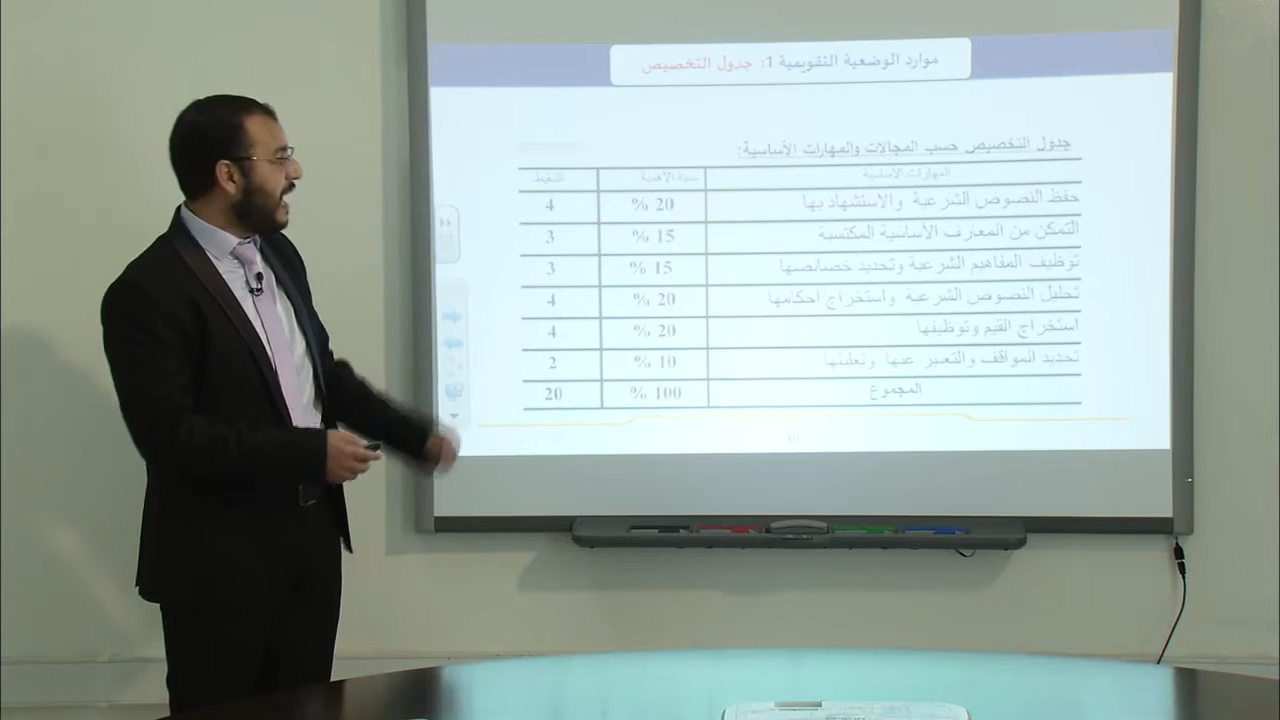 موارد الوضعية التقويمية 1: جدول التخصيص
جدول التخصيص حسب المجالات والمهارات الأساسية:
المهارات الأساسية نسبة الأهمية التنقيط
حفظ النصوص الشرعية والاستشهاد بها 20 % 4
التمكن من المعارف الأساسية المكتسبة 15 % 3
توظيف المفاهيم الشرعية وتحديد خصائصها 15 % 3
تحليل النصوص الشرعية واستخراج احكامها 20 % 4
استخراج القيم وتوظيفها 20 % 4
تحديد المواقف والتعبير عنها وتعليلها 10 % 2
المجموع 100 % 20
10